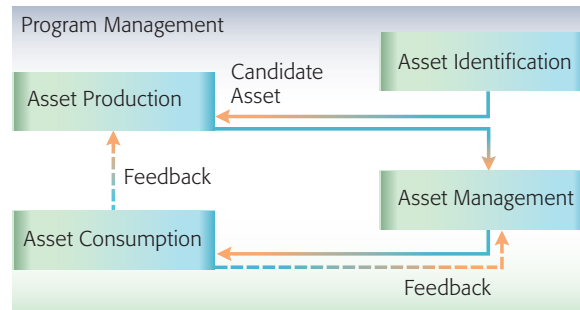 Program Management
Asset Identification
Candidate
Asset
Asset Production
Feedback
Asset Management
Asset Consumption
Feedback